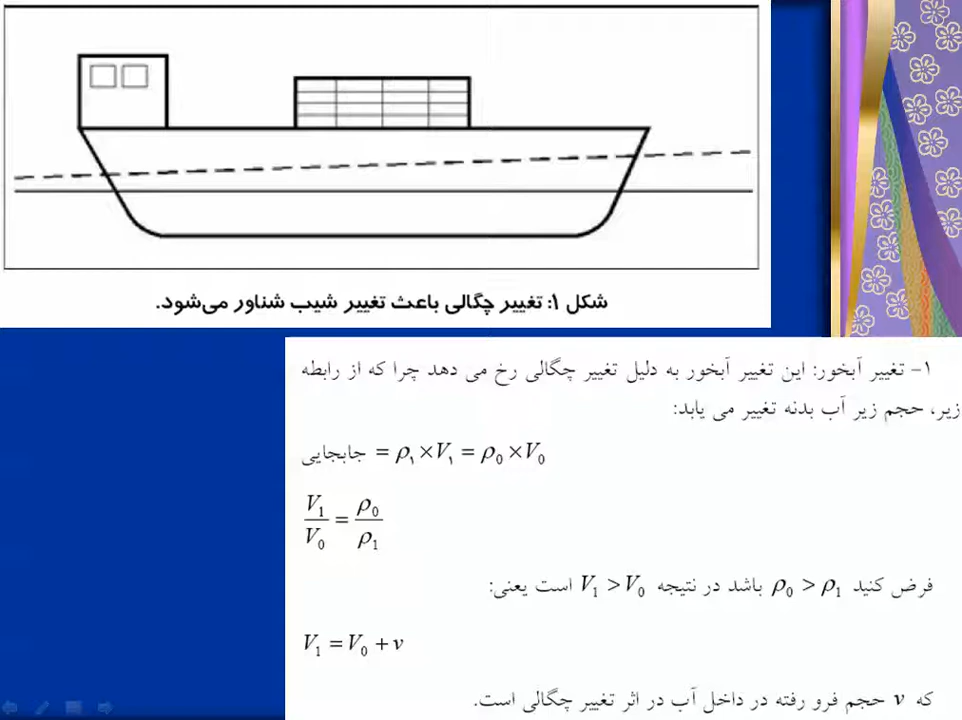 شکل ۱: تغییر چگالی باعث تغییر شیب شناور می‌شود.
۱- تغییر آبخور: این تغییر آبخور به دلیل تغییر چگالی رخ می دهد چرا که از رابطه
زیر، حجم زیر آب بدنه تغییر می یابد:
جابجایی = ρ₁ × V₁ = ρ₀ × V₀
V₁/V₀ = ρ₀/ρ₁
فرض کنید ρ₀ > ρ₁ باشد در نتیجه V₁ > V₀ است یعنی:
V₁ = V₀ + v
که v حجم فرو رفته در داخل آب در اثر تغییر چگالی است.